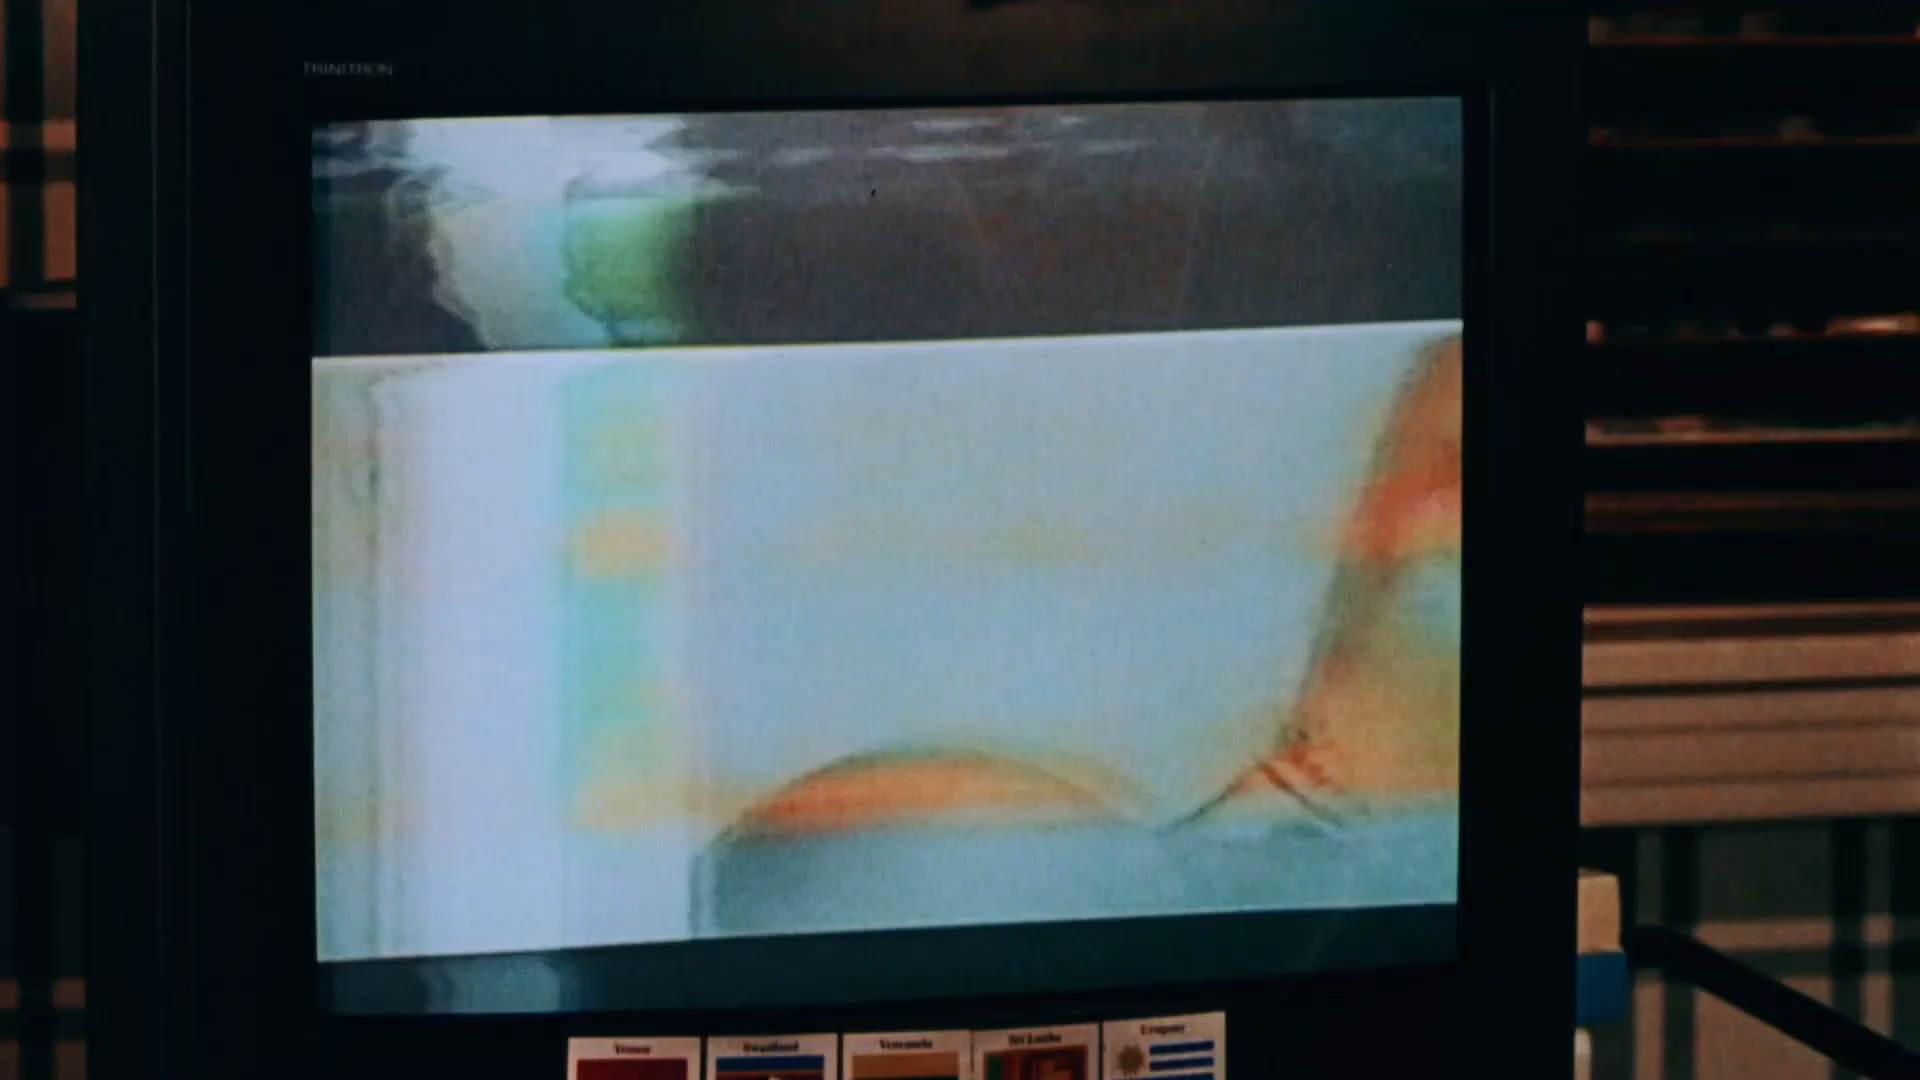 TRINITRON
Yemen
Swaziland
Venezuela
Sri Lanka
Uruguay